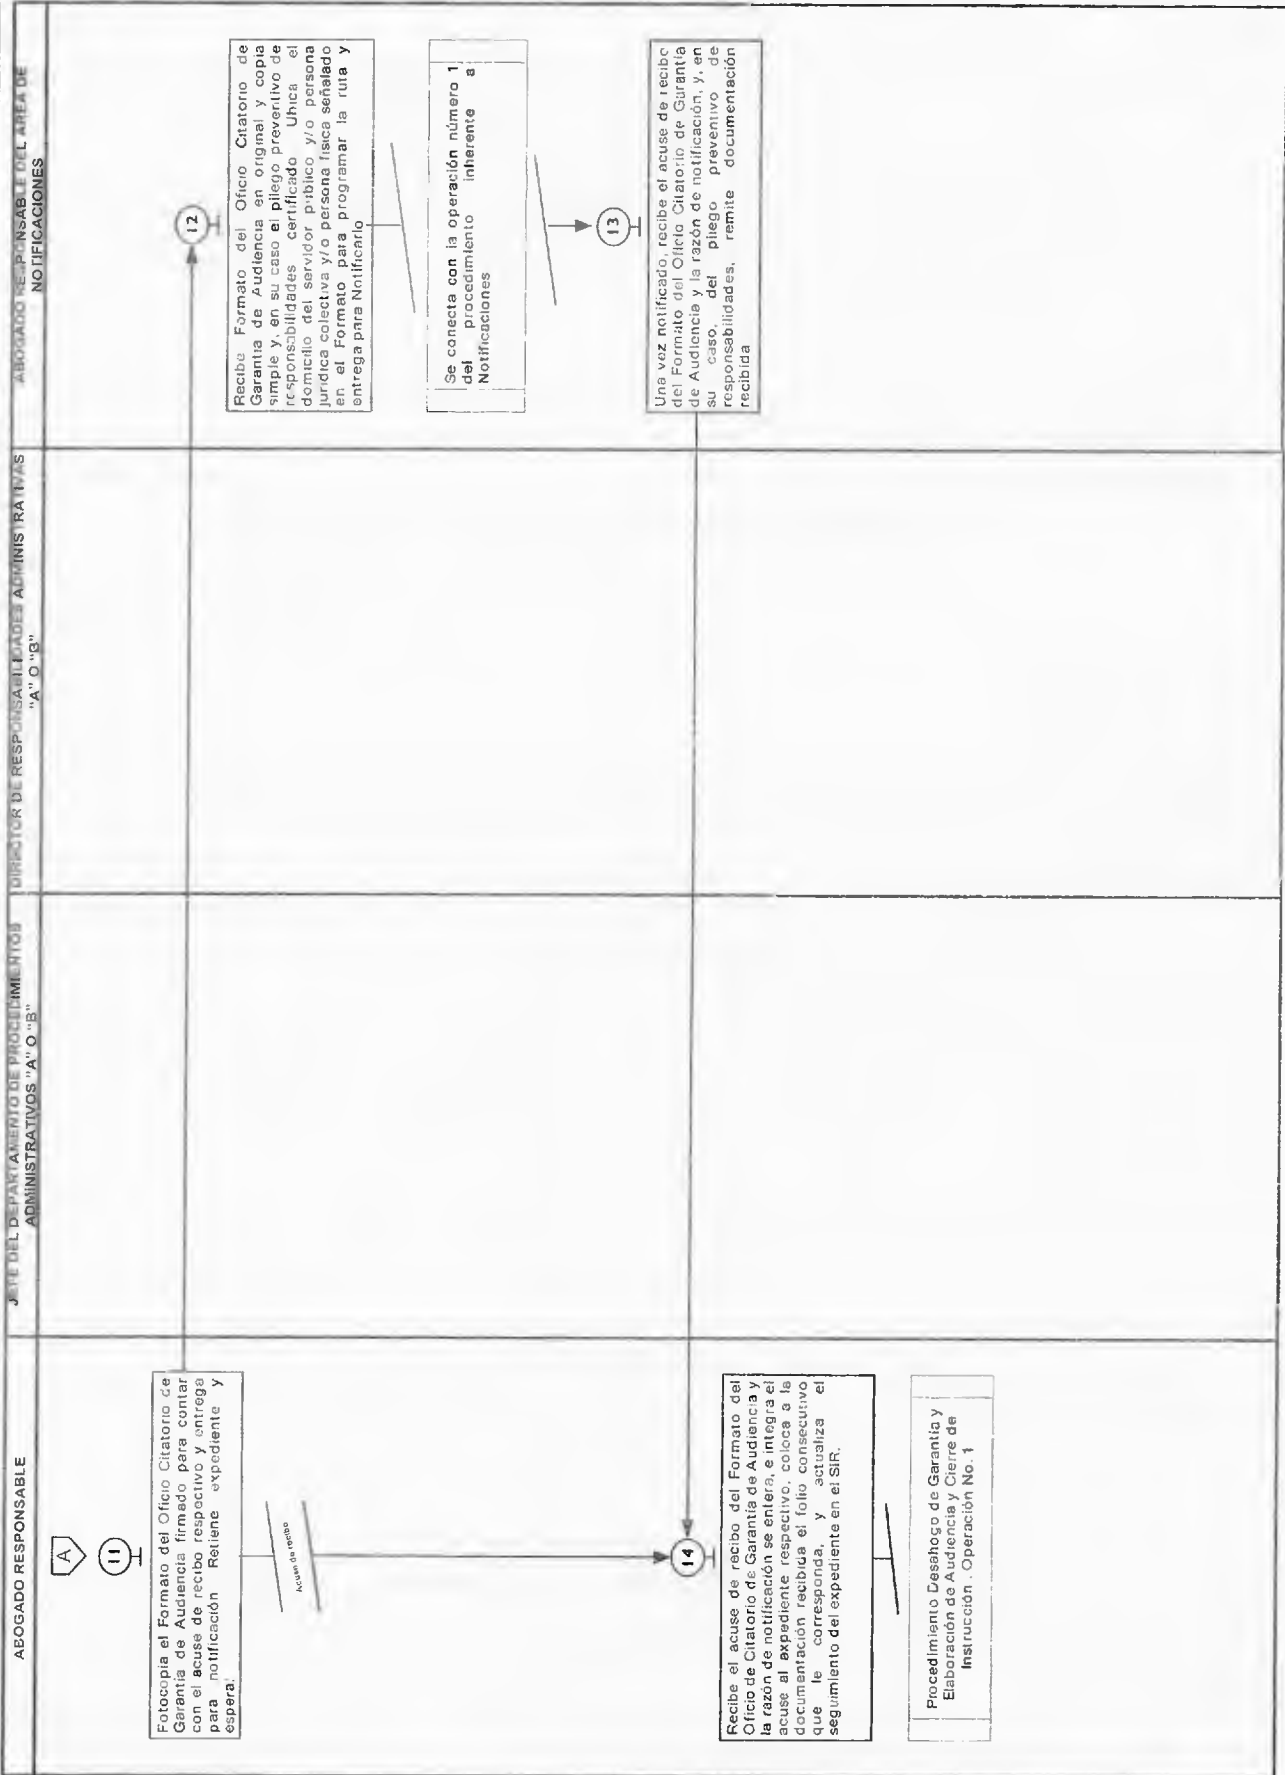 ABOGADO RESPONSABLE
JEFE DEL DEPARTAMENTO DE PROCEDIMIENTOS
ADMINISTRATIVOS "A" O "B"
DIRECTOR DE RESPONSABILIDADES ADMINISTRATIVAS
"A" O "B"
ABOGADO RESPONSABLE DEL AREA DE
NOTIFICACIONES
A
11
Fotocopia el Formato del Oficio Citatorio de
Garantía de Audiencia firmado para contar
con el acuse de recibo respectivo y entrega
para notificación Retiene expediente y
espera.
Acuse de recibo
12
Recibe Formato del Oficio Citatorio de
Garantía de Audiencia en original y copia
simple y, en su caso el pliego preventivo de
responsabilidades certificado Ubica el
domicilio del servidor público y/o persona
jurídica colectiva y/o persona física señalado
en el Formato para programar la ruta y
entrega para Notificarlo
Se conecta con la operación número 1
del procedimiento inherente a
Notificaciones
13
Una vez notificado, recibe el acuse de recibo
del Formato del Oficio Citatorio de Garantía
de Audiencia y la razón de notificación, y, en
su caso, del pliego preventivo de
responsabilidades, remite documentación
recibida
14
Recibe el acuse de recibo del Formato del
Oficio de Citatorio de Garantía de Audiencia y
la razón de notificación se entera, e integra el
acuse al expediente respectivo, coloca a la
documentación recibida el folio consecutivo
que le corresponda, y actualiza el
seguimiento del expediente en el SIR.
Procedimiento Desahogo de Garantía y
Elaboración de Audiencia y Cierre de
Instrucción . Operación No. 1